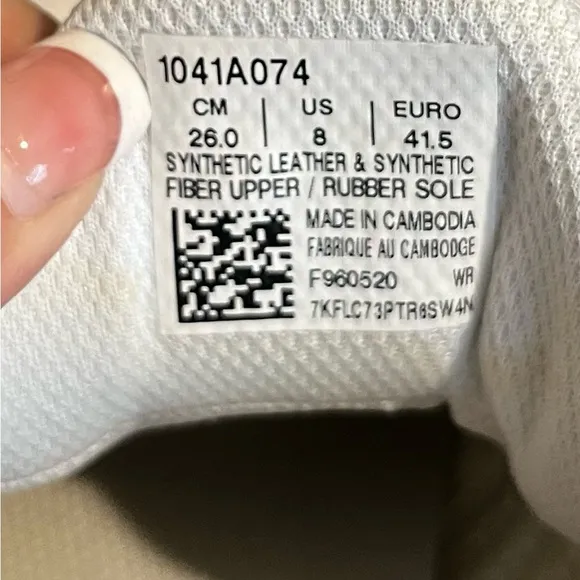 1041A074
CM | US | EURO
26.0 | 8 | 41.5
SYNTHETIC LEATHER & SYNTHETIC
FIBER UPPER / RUBBER SOLE
MADE IN CAMBODIA
FABRIQUE AU CAMBODGE
F960520 WR
7KFLC73PTR8SW4N